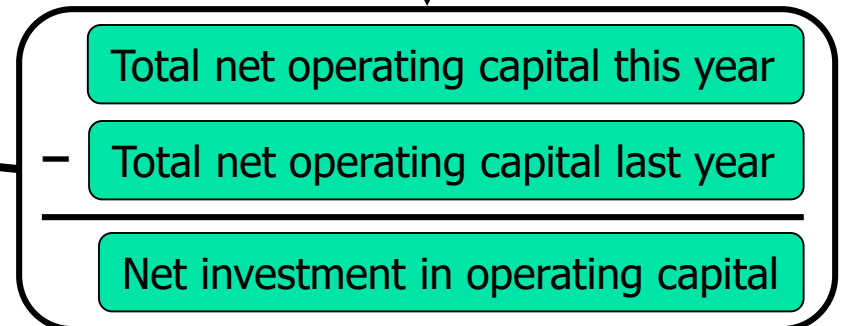 Total net operating capital this year
– Total net operating capital last year
Net investment in operating capital